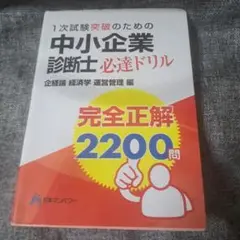 1次試験突破のための
中小企業
診断士 必達ドリル
企経論 経済学 運営管理 編
完全正解
2200問